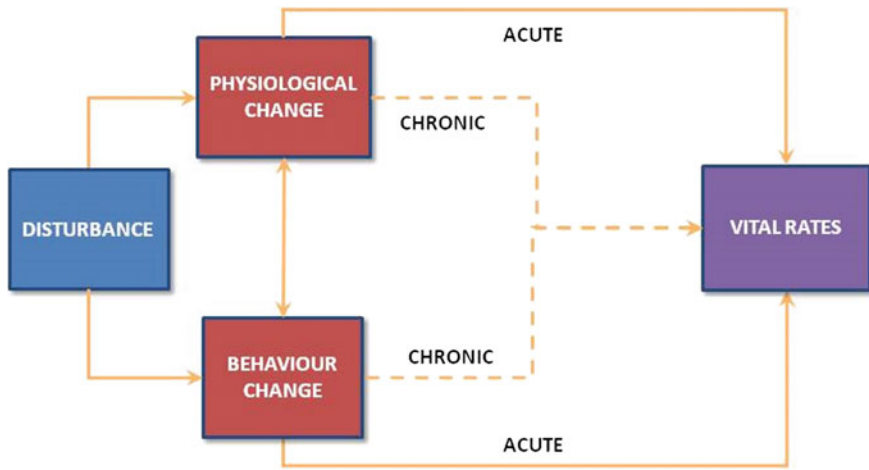 ACUTE
PHYSIOLOGICAL
CHANGE
CHRONIC
DISTURBANCE
VITAL RATES
BEHAVIOUR
CHANGE
CHRONIC
ACUTE